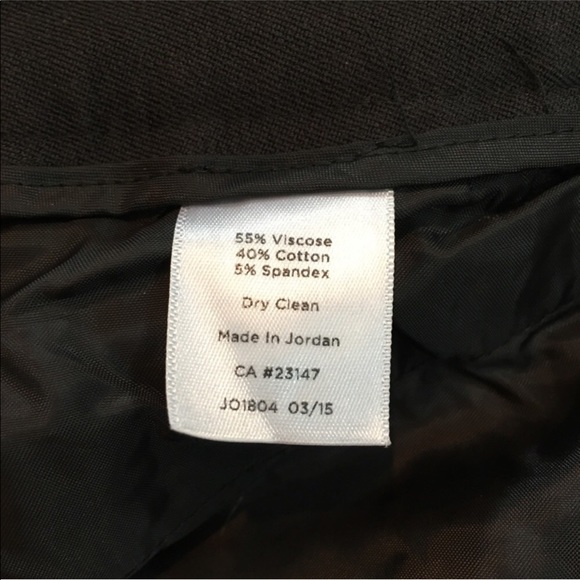 55% Viscose
40% Cotton
5% Spandex
Dry Clean
Made In Jordan
CA #23147
JO1804 03/15